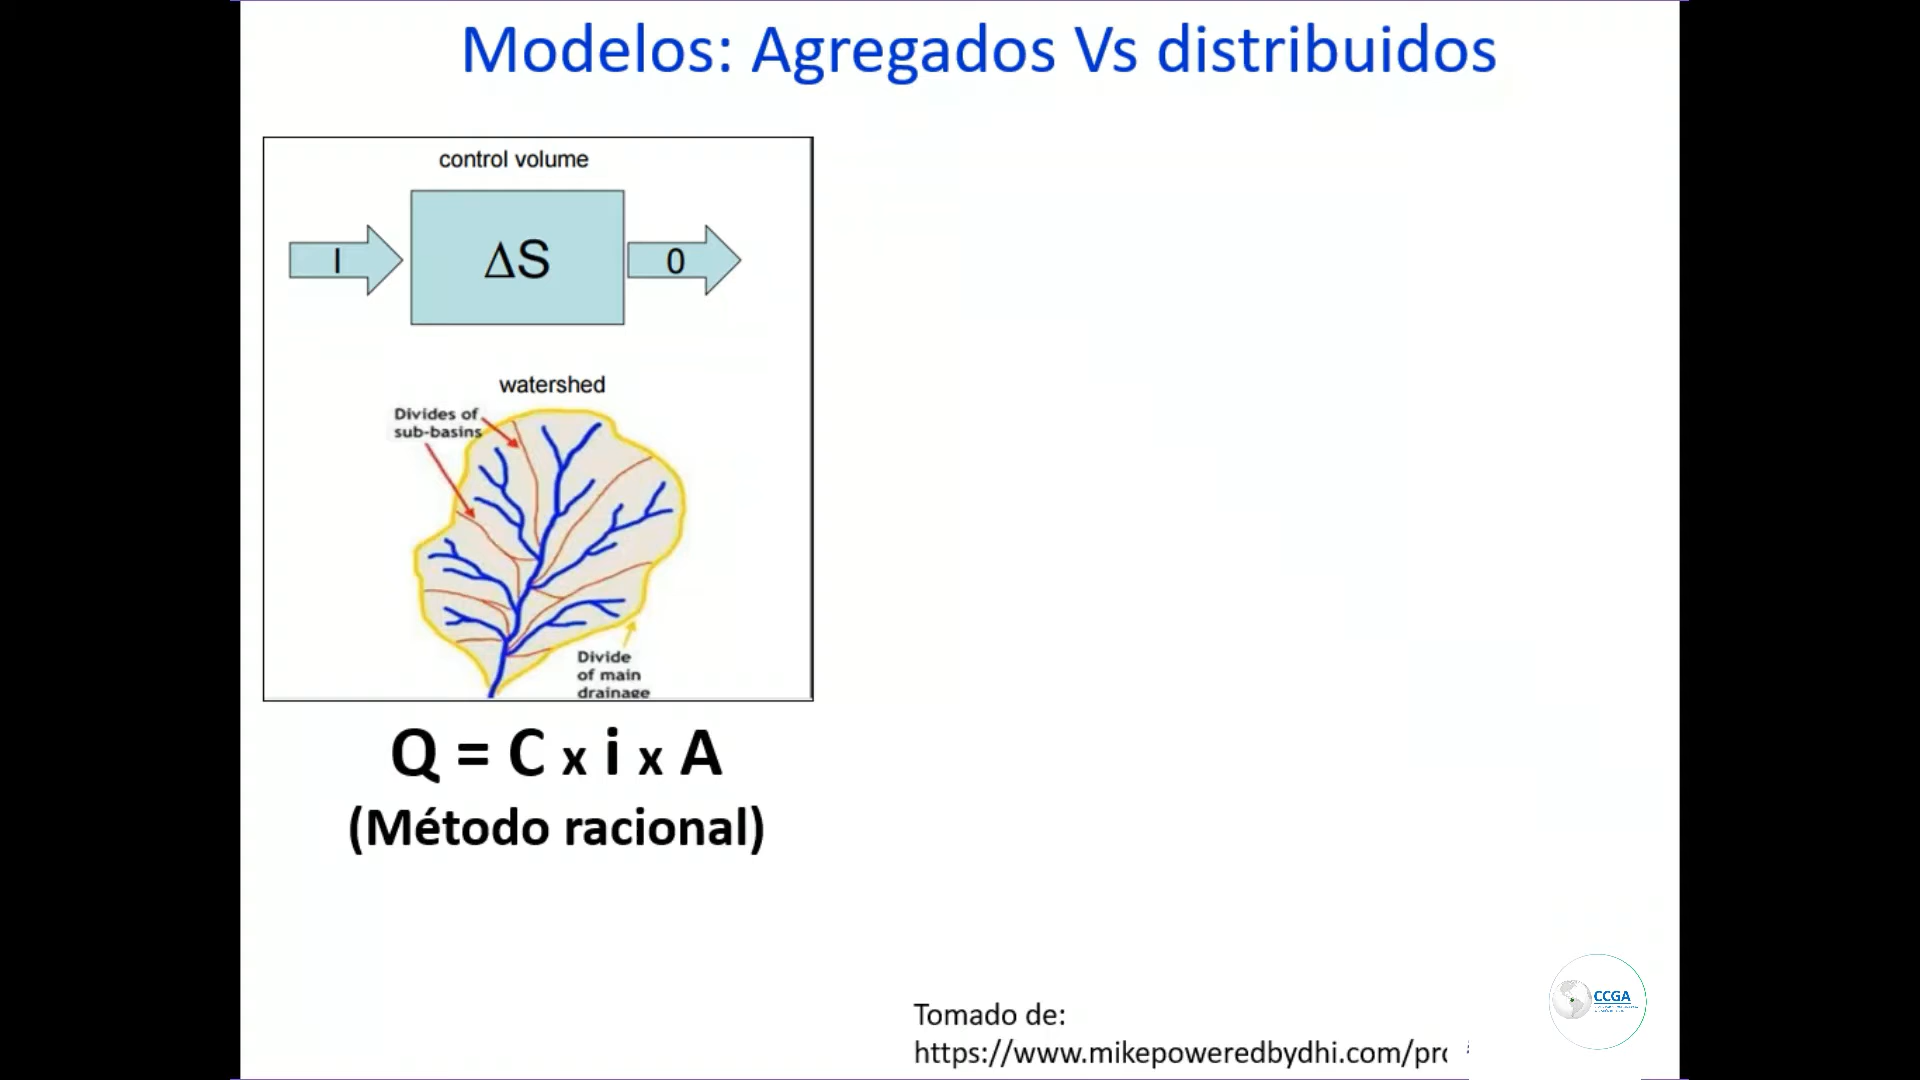 Modelos: Agregados Vs distribuidos
control volume
I
ΔS
0
watershed
Divides of
sub-basins
Divide
of main
drainage
Q = C x i x A
(Método racional)
Tomado de:
https://www.mikepoweredbydhi.com/pro
CCGA